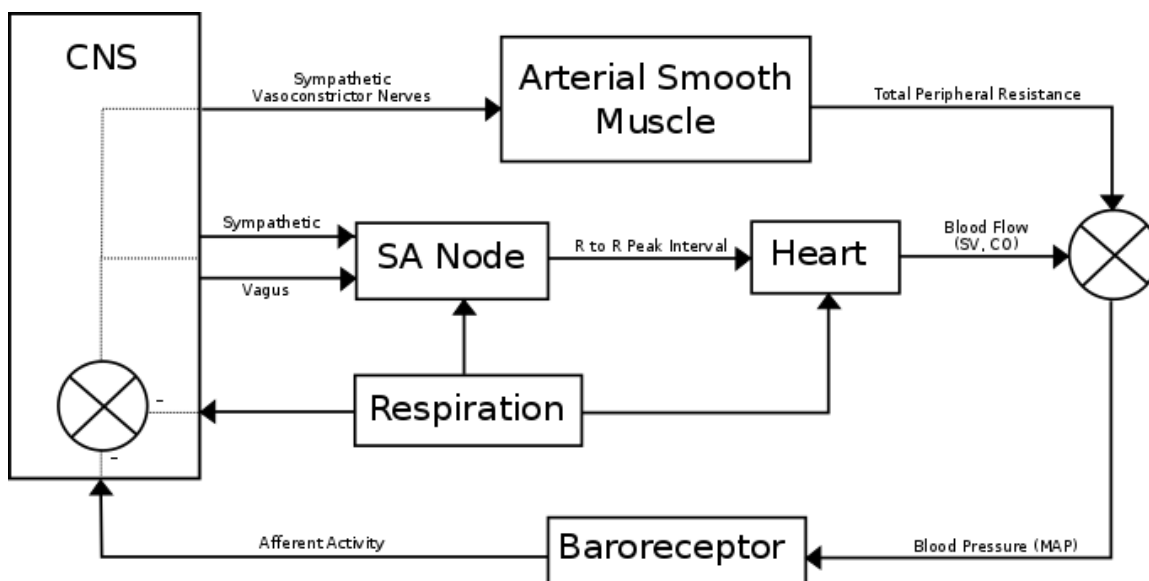 CNS
Sympathetic
Vasoconstrictor Nerves
Arterial Smooth
Muscle
Total Peripheral Resistance
Sympathetic
Vagus
SA Node
R to R Peak Interval
Heart
Blood Flow
(SV, CO)
Respiration
-
-
Afferent Activity
Baroreceptor
Blood Pressure (MAP)